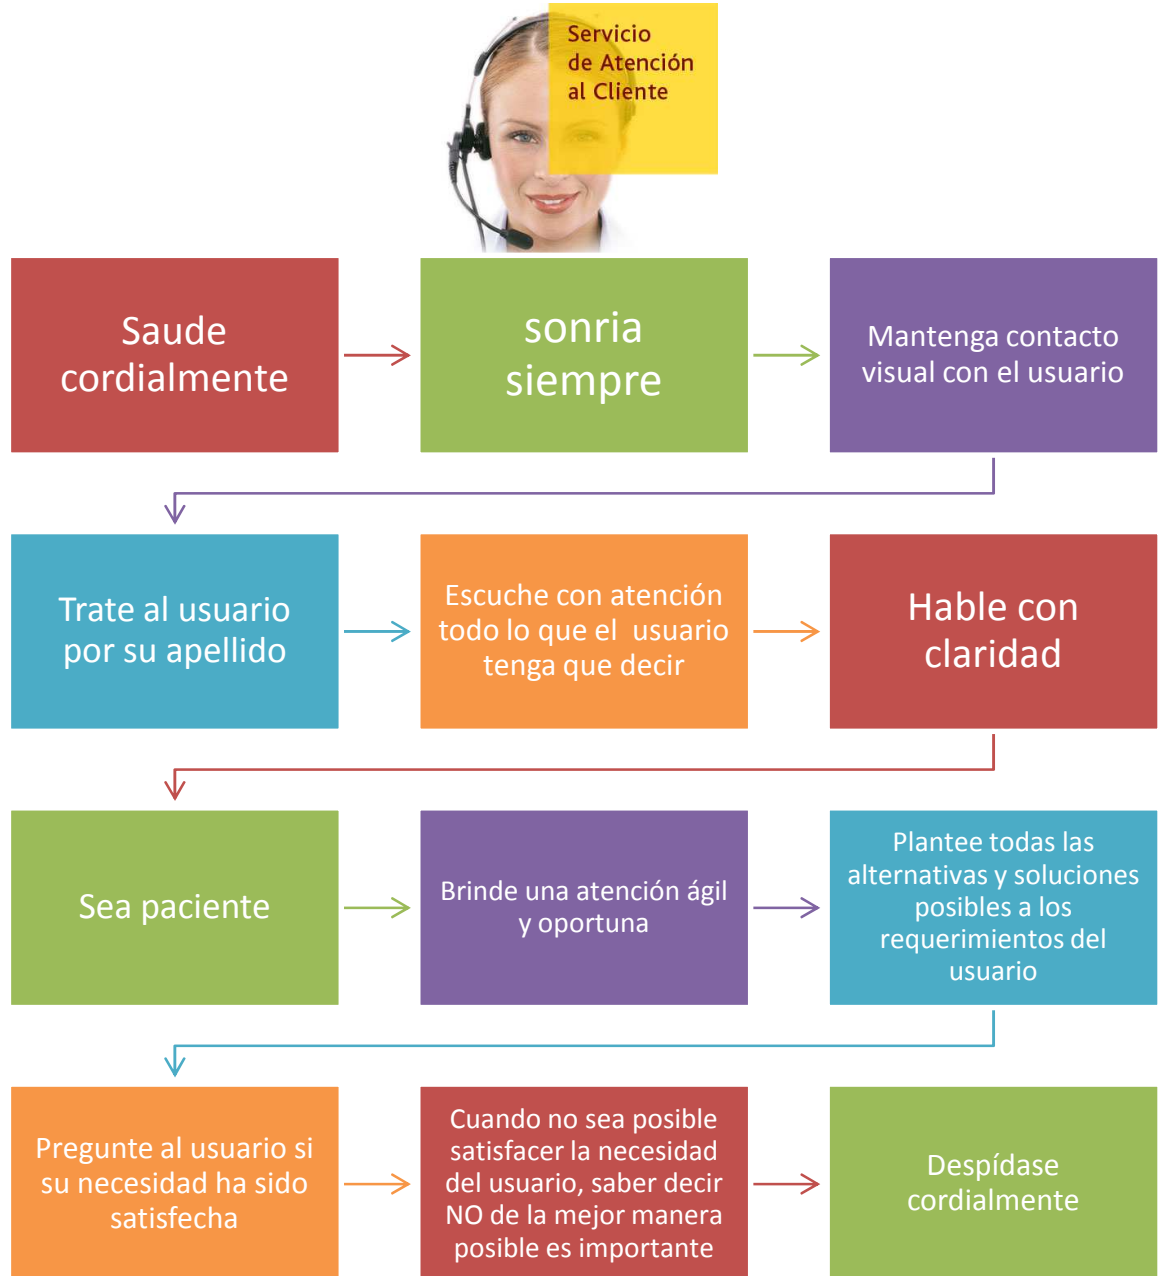 Servicio
de Atención
al Cliente
Saude
cordialmente
sonria
siempre
Mantenga contacto
visual con el usuario
Trate al usuario
por su apellido
Escuche con atención
todo lo que el usuario
tenga que decir
Hable con
claridad
Sea paciente
Brinde una atención ágil
y oportuna
Plantee todas las
alternativas y soluciones
posibles a los
requerimientos del
usuario
Pregunte al usuario si
su necesidad ha sido
satisfecha
Cuando no sea posible
satisfacer la necesidad
del usuario, saber decir
NO de la mejor manera
posible es importante
Despídase
cordialmente